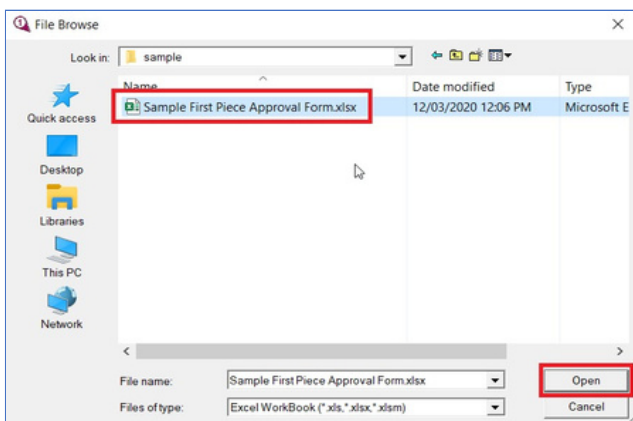 File Browse
Look in: sample
Name Date modified Type
Sample First Piece Approval Form.xlsx 12/03/2020 12:06 PM Microsoft E
Quick access
Desktop
Libraries
This PC
Network
File name: Sample First Piece Approval Form.xlsx Open
Files of type: Excel WorkBook (*.xls,*.xlsx,*.xlsm) Cancel